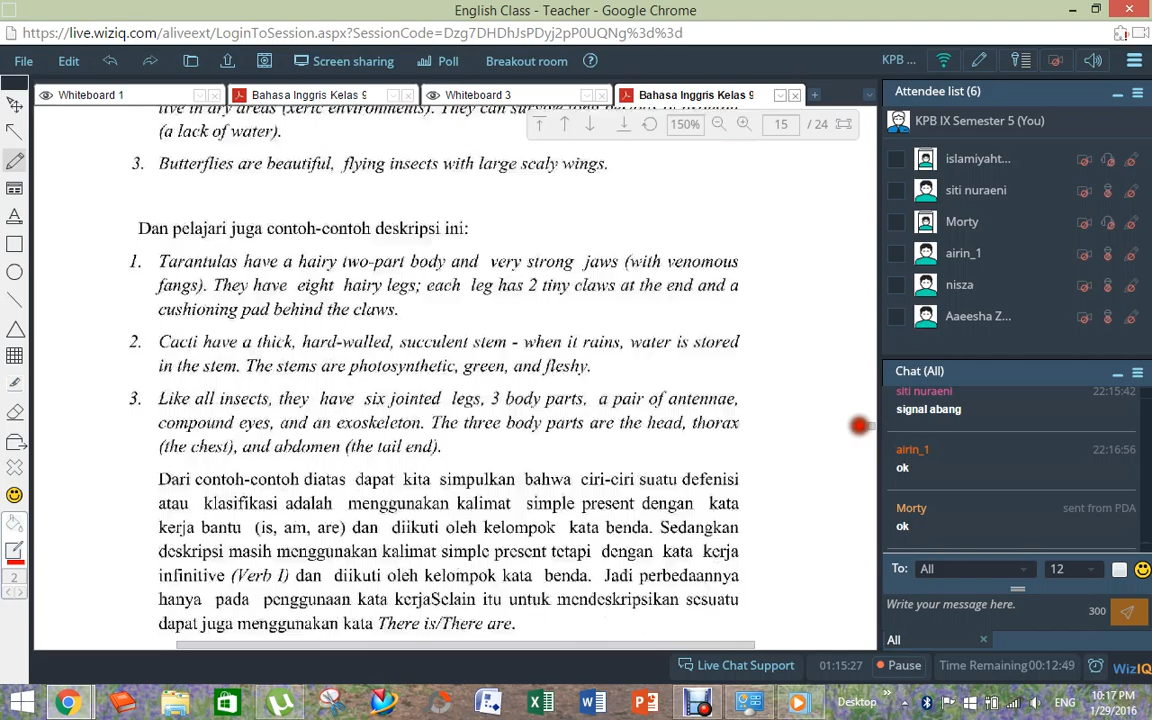 English Class - Teacher - Google Chrome
https://live.wiziq.com/aliveext/LoginToSession.aspx?SessionCode=Dzg7DHDhJsPDyj2pP0UQNg%3d%3d
File Edit Screen sharing Poll Breakout room KPB ...
Whiteboard 1 Bahasa Inggris Kelas 9 Whiteboard 3 Bahasa Inggris Kelas 9
150% 15 / 24
(a lack of water).
3. Butterflies are beautiful, flying insects with large scaly wings.
Dan pelajari juga contoh-contoh deskripsi ini:
1. Tarantulas have a hairy two-part body and very strong jaws (with venomous
fangs). They have eight hairy legs; each leg has 2 tiny claws at the end and a
cushioning pad behind the claws.
2. Cacti have a thick, hard-walled, succulent stem - when it rains, water is stored
in the stem. The stems are photosynthetic, green, and fleshy.
3. Like all insects, they have six jointed legs, 3 body parts, a pair of antennae,
compound eyes, and an exoskeleton. The three body parts are the head, thorax
(the chest), and abdomen (the tail end).
Dari contoh-contoh diatas dapat kita simpulkan bahwa ciri-ciri suatu defenisi
atau klasifikasi adalah menggunakan kalimat simple present dengan kata
kerja bantu (is, am, are) dan diikuti oleh kelompok kata benda. Sedangkan
deskripsi masih menggunakan kalimat simple present tetapi dengan kata kerja
infinitive (Verb I) dan diikuti oleh kelompok kata benda. Jadi perbedaannya
hanya pada penggunaan kata kerjaSelain itu untuk mendeskripsikan sesuatu
dapat juga menggunakan kata There is/There are.
2
Attendee list (6)
KPB IX Semester 5 (You)
islamiyaht...
siti nuraeni
Morty
airin_1
nisza
Aaeesha Z...
Chat (All)
siti nuraeni 22:15:42
signal abang
airin_1 22:16:56
ok
Morty sent from PDA
ok
To: All 12
Write your message here. 300
All
Live Chat Support 01:15:27 Pause Time Remaining 00:12:49 WizIQ
Desktop ENG 10:17 PM
1/29/2016